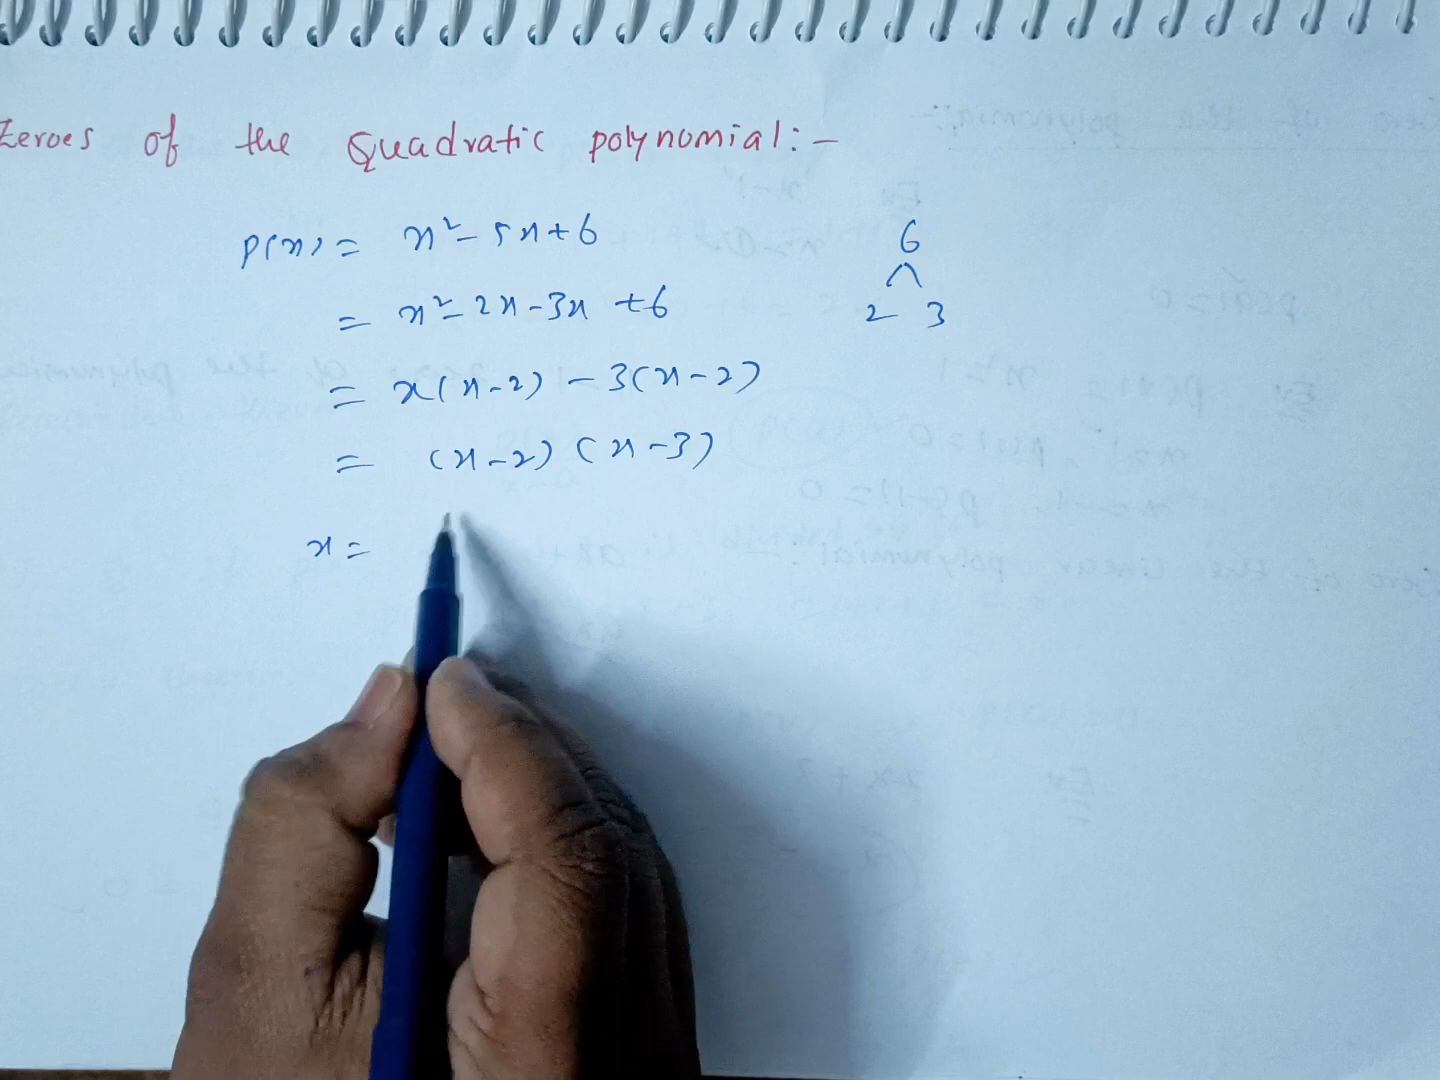 Zeroes of the Quadratic polynomial:-
p(x) = x² - 5x + 6
= x² - 2x - 3x + 6
= x(x-2) - 3(x-2)
= (x-2) (x-3)
x =
6
2 3